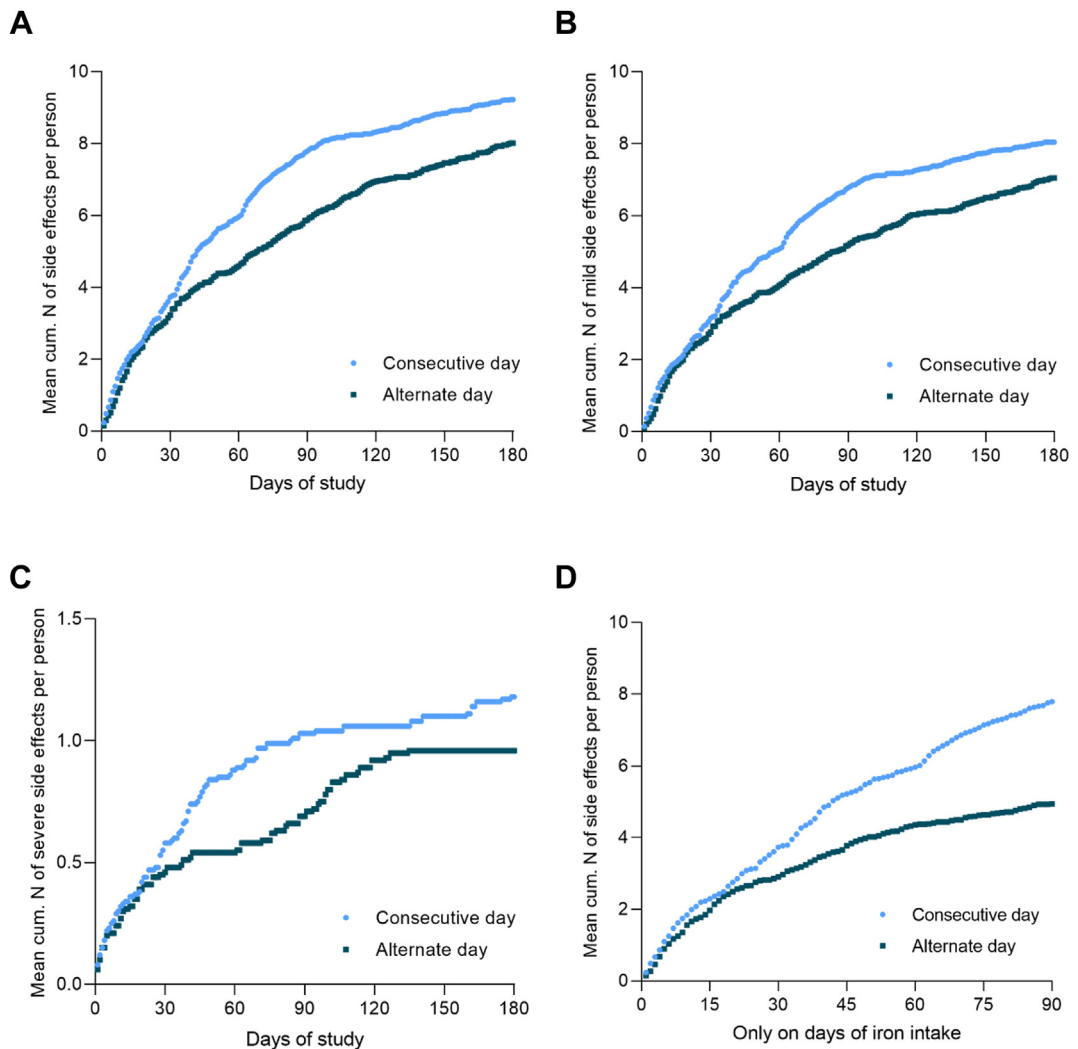 A
Mean cum. N of side effects per person
10
8
6
4
2
0
Consecutive day
Alternate day
0 30 60 90 120 150 180
Days of study
B
Mean cum. N of mild side effects per person
10
8
6
4
2
0
Consecutive day
Alternate day
0 30 60 90 120 150 180
Days of study
C
Mean cum. N of severe side effects per person
1.5
1.0
0.5
0.0
Consecutive day
Alternate day
0 30 60 90 120 150 180
Days of study
D
Mean cum. N of side effects per person
10
8
6
4
2
0
Consecutive day
Alternate day
0 15 30 45 60 75 90
Only on days of iron intake